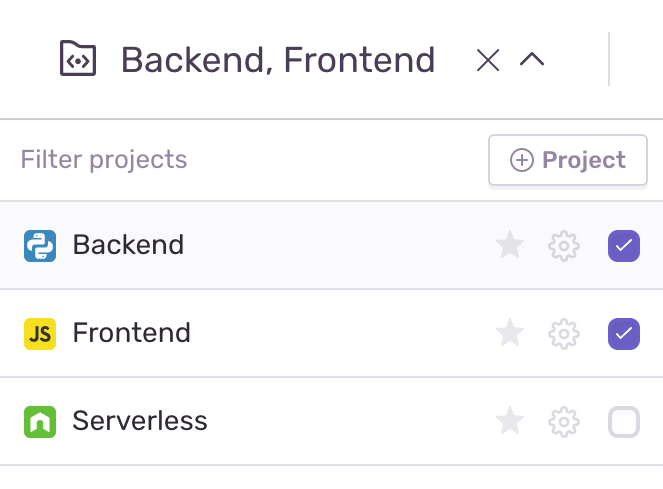 Backend, Frontend
Filter projects
Project
Backend
JS Frontend
Serverless